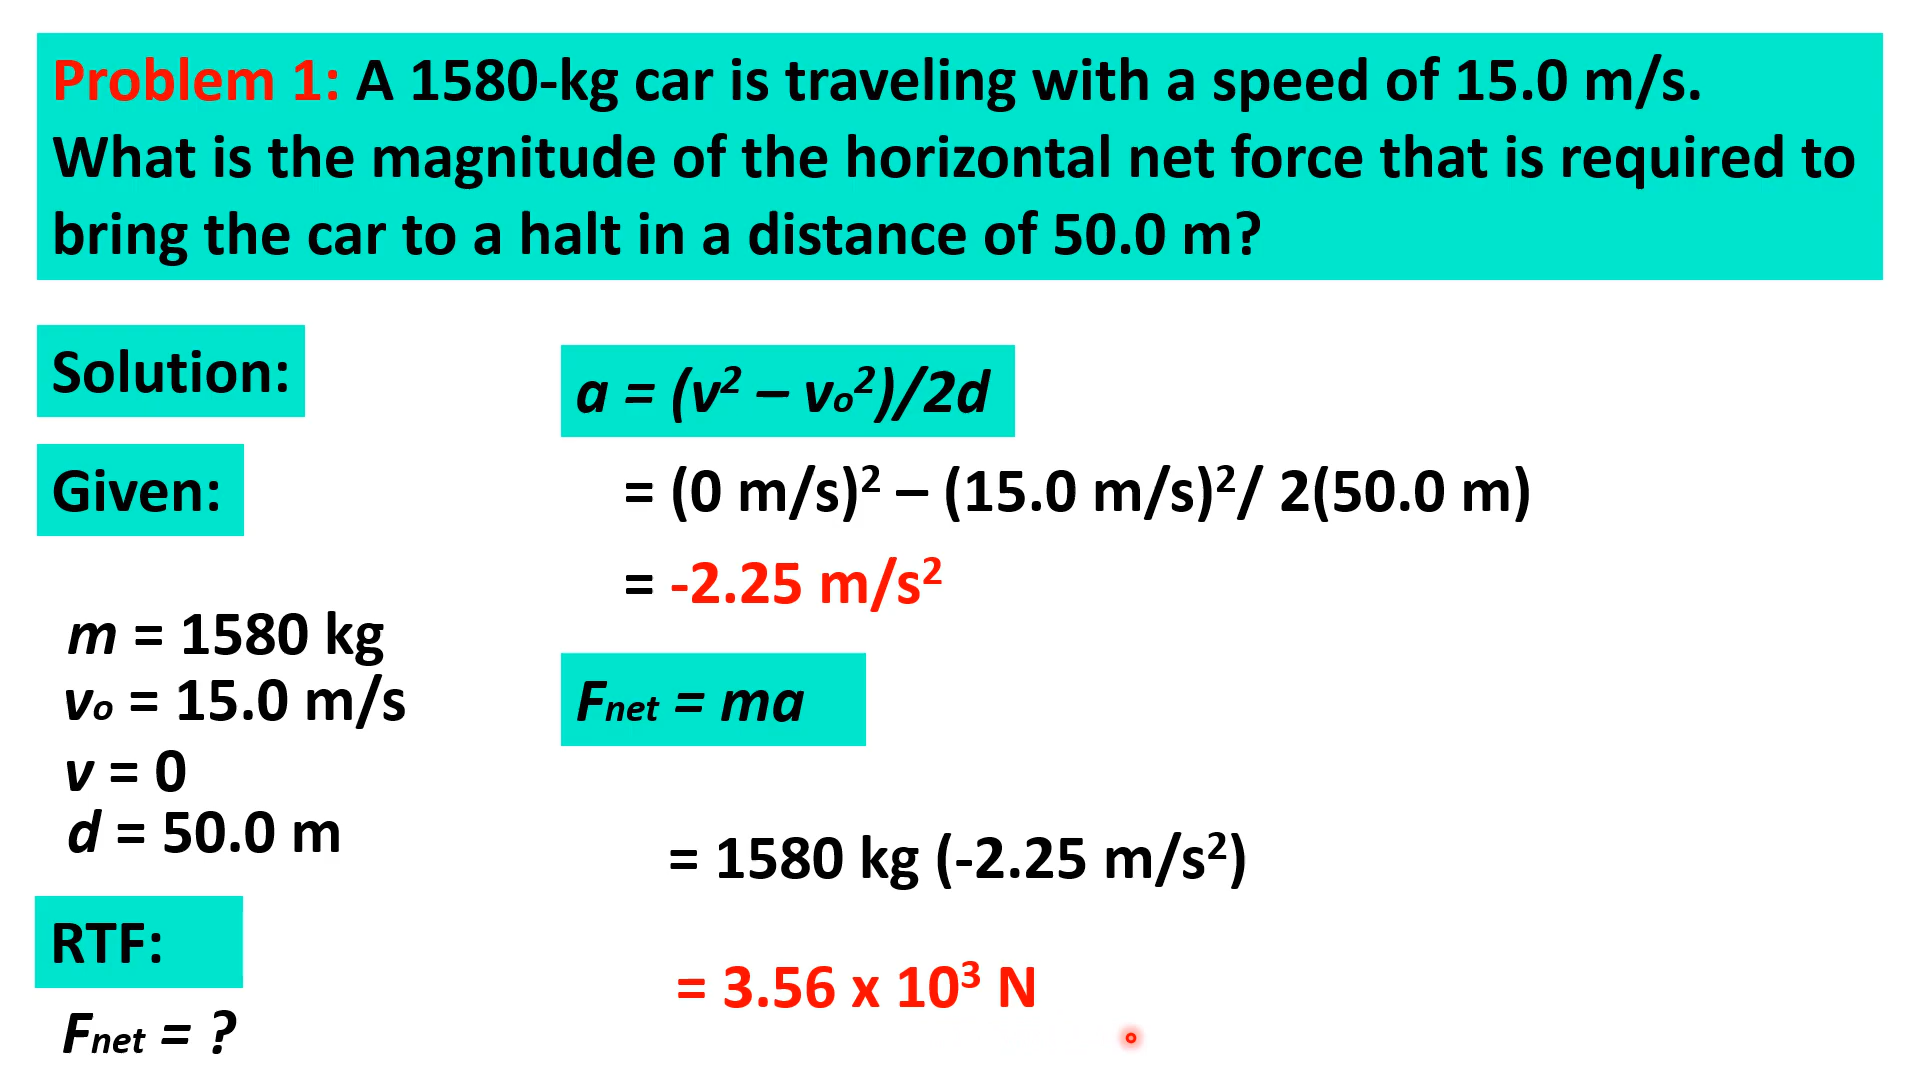 Problem 1: A 1580-kg car is traveling with a speed of 15.0 m/s.
What is the magnitude of the horizontal net force that is required to
bring the car to a halt in a distance of 50.0 m?
Solution:
Given:
m = 1580 kg
vₒ = 15.0 m/s
v = 0
d = 50.0 m
RTF:
Fnet = ?
a = (v² – vₒ²)/2d
= (0 m/s)² – (15.0 m/s)²/ 2(50.0 m)
= -2.25 m/s²
Fnet = ma
= 1580 kg (-2.25 m/s²)
= 3.56 x 10³ N